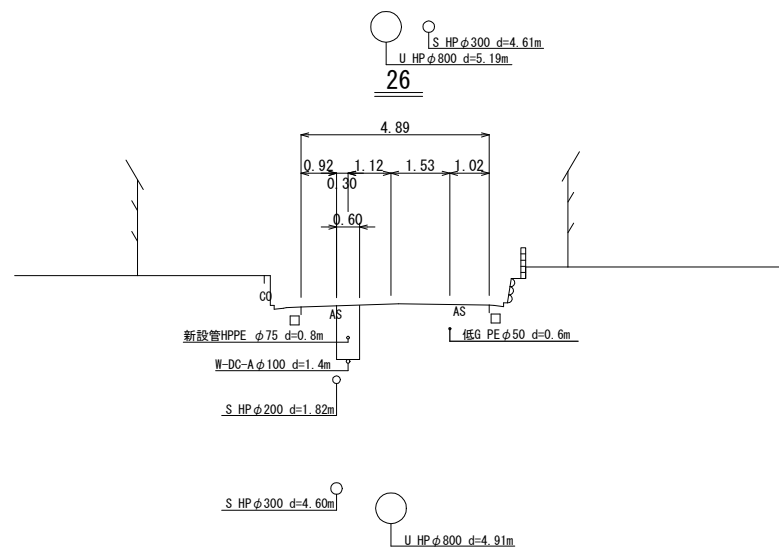 S HPφ300 d=4.61m
U HPφ800 d=5.19m
26
4.89
0.92 1.12 1.53 1.02
0.30
0.60
CO
AS AS
新設管HPPE φ75 d=0.8m
低G PEφ50 d=0.6m
W-DC-Aφ100 d=1.4m
S HPφ200 d=1.82m
S HPφ300 d=4.60m
U HPφ800 d=4.91m